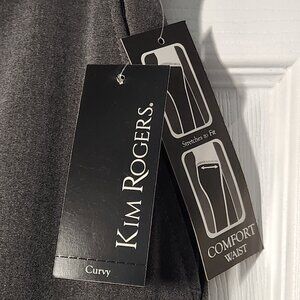 KIM ROGERS.
Curvy
Stretches to Fit
COMFORT
WAIST